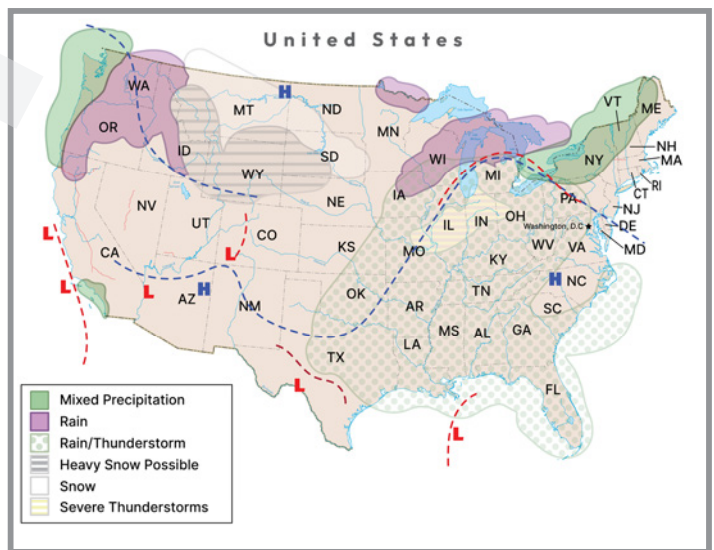 United States
WA
MT
H
ND
MN
VT
ME
OR
ID
SD
WI
NY
NH
MA
WY
MI
RI
CT
NE
IA
PA
NJ
NV
UT
IL
IN
OH
Washington, D.C
DE
MD
L
L
CO
KS
MO
WV
VA
CA
KY
L
L
AZ
H
NM
OK
AR
TN
H
NC
SC
MS
AL
GA
LA
TX
L
FL
L
Mixed Precipitation
Rain
Rain/Thunderstorm
Heavy Snow Possible
Snow
Severe Thunderstorms